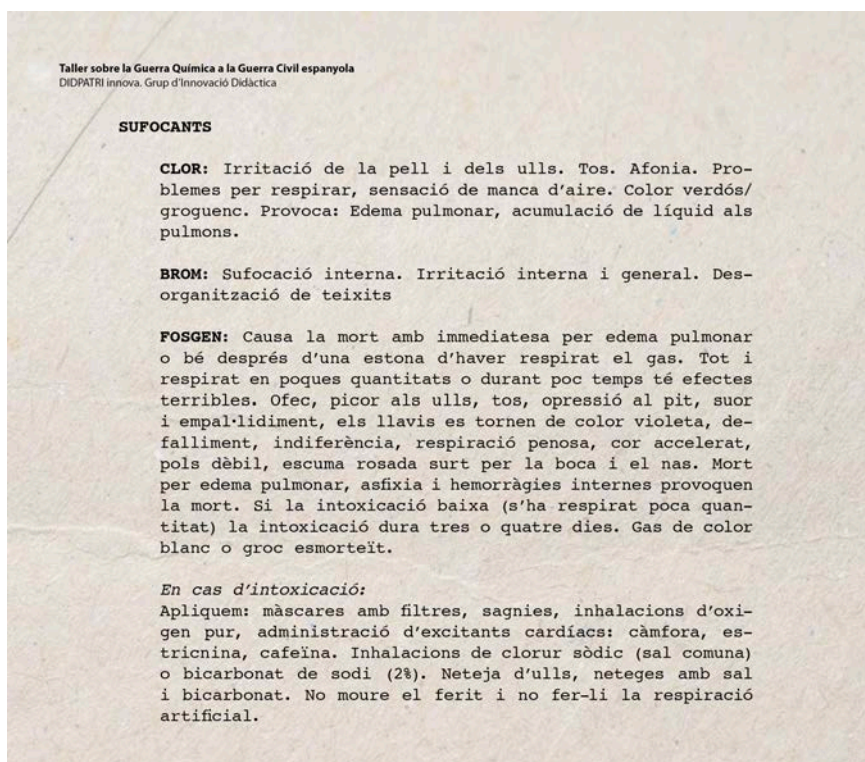 Taller sobre la Guerra Química a la Guerra Civil espanyola
DIDPATRI innova. Grup d'Innovació Didàctica
SUFOCANTS
CLOR: Irritació de la pell i dels ulls. Tos. Afonia. Pro-
blemes per respirar, sensació de manca d'aire. Color verdós/
groguenc. Provoca: Edema pulmonar, acumulació de líquid als
pulmons.
BROM: Sufocació interna. Irritació interna i general. Des-
organització de teixits
FOSGEN: Causa la mort amb immediatesa per edema pulmonar
o bé després d'una estona d'haver respirat el gas. Tot i
respirat en poques quantitats o durant poc temps té efectes
terribles. Ofec, picor als ulls, tos, opressió al pit, suor
i empal·lidiment, els llavis es tornen de color violeta, de-
falliment, indiferència, respiració penosa, cor accelerat,
pols dèbil, escuma rosada surt per la boca i el nas. Mort
per edema pulmonar, asfixia i hemorràgies internes provoquen
la mort. Si la intoxicació baixa (s'ha respirat poca quan-
titat) la intoxicació dura tres o quatre dies. Gas de color
blanc o groc esmorteït.
En cas d'intoxicació:
Apliquem: màscares amb filtres, sagnies, inhalacions d'oxi-
gen pur, administració d'excitants cardíacs: càmfora, es-
tricnina, cafeïna. Inhalacions de clorur sòdic (sal comuna)
o bicarbonat de sodi (2%). Neteja d'ulls, neteges amb sal
i bicarbonat. No moure el ferit i no fer-li la respiració
artificial.